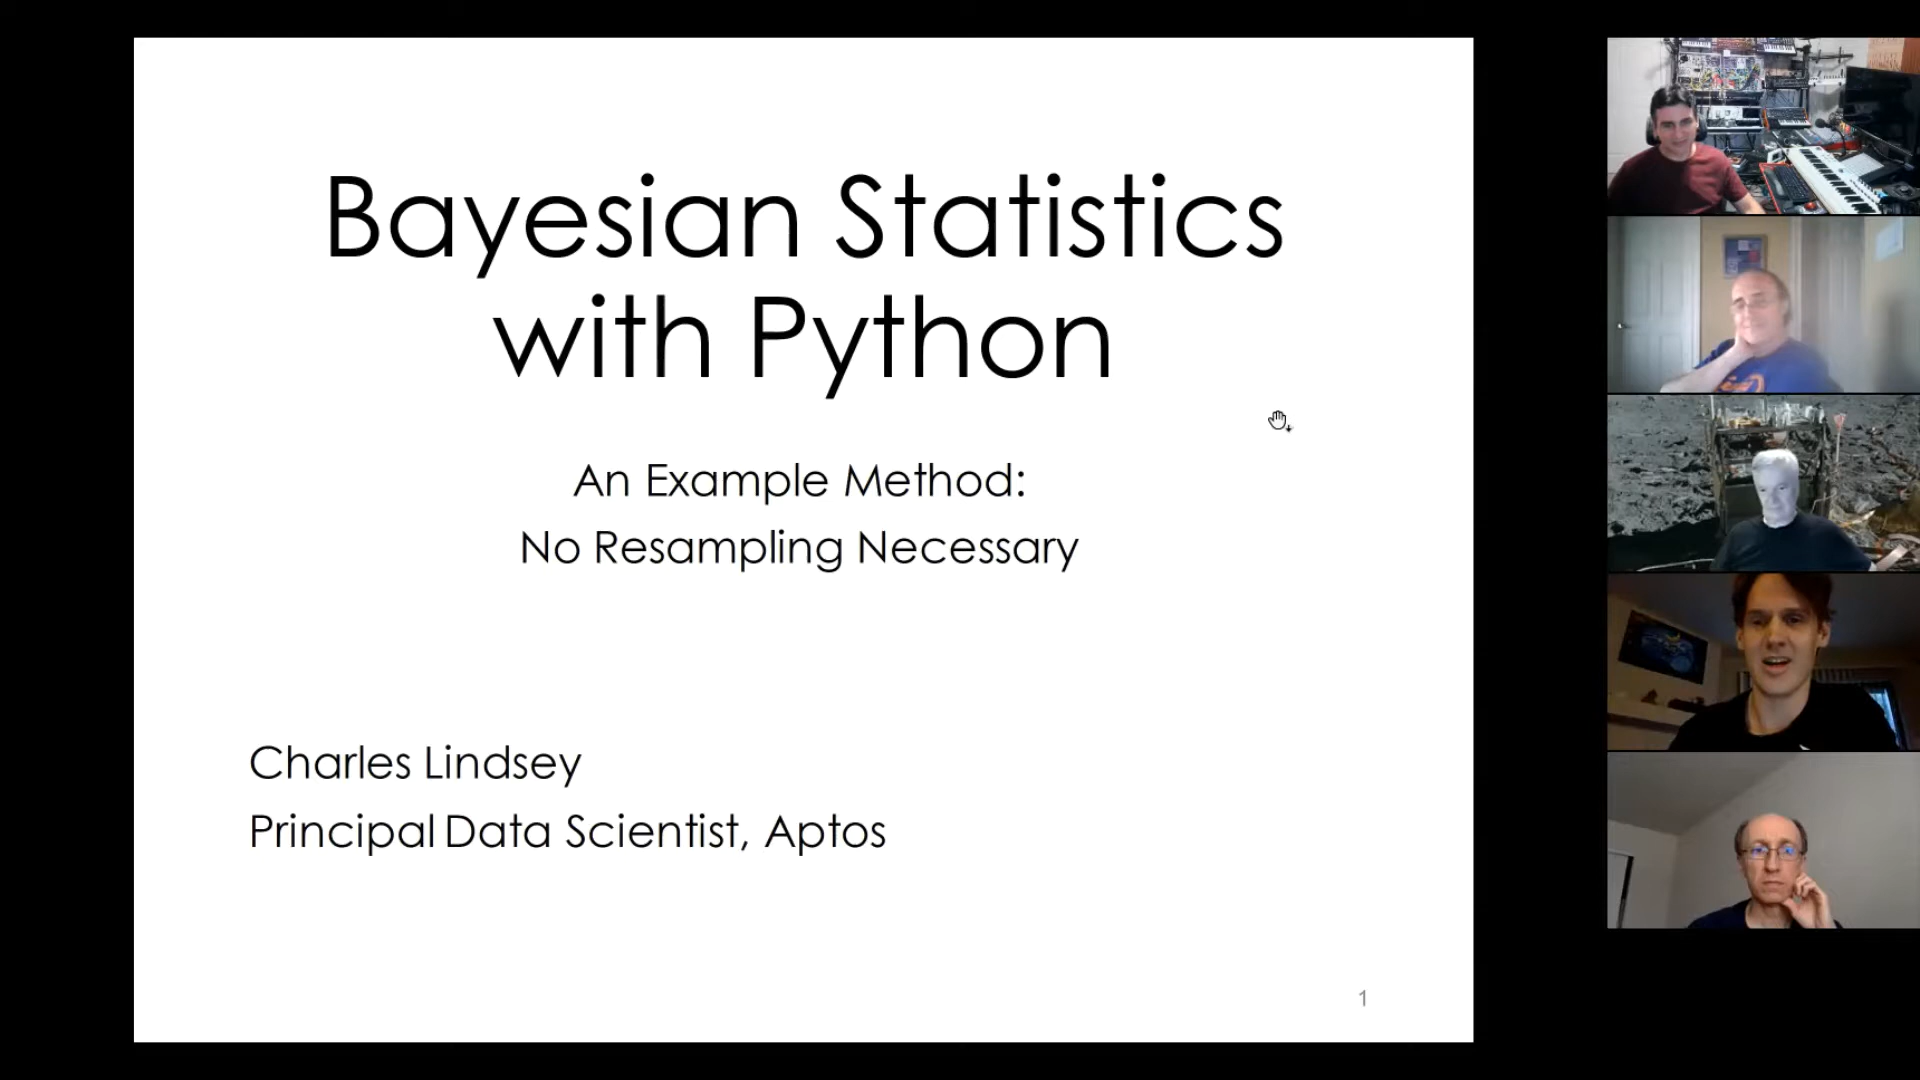 Bayesian Statistics
with Python
An Example Method:
No Resampling Necessary
Charles Lindsey
Principal Data Scientist, Aptos
1